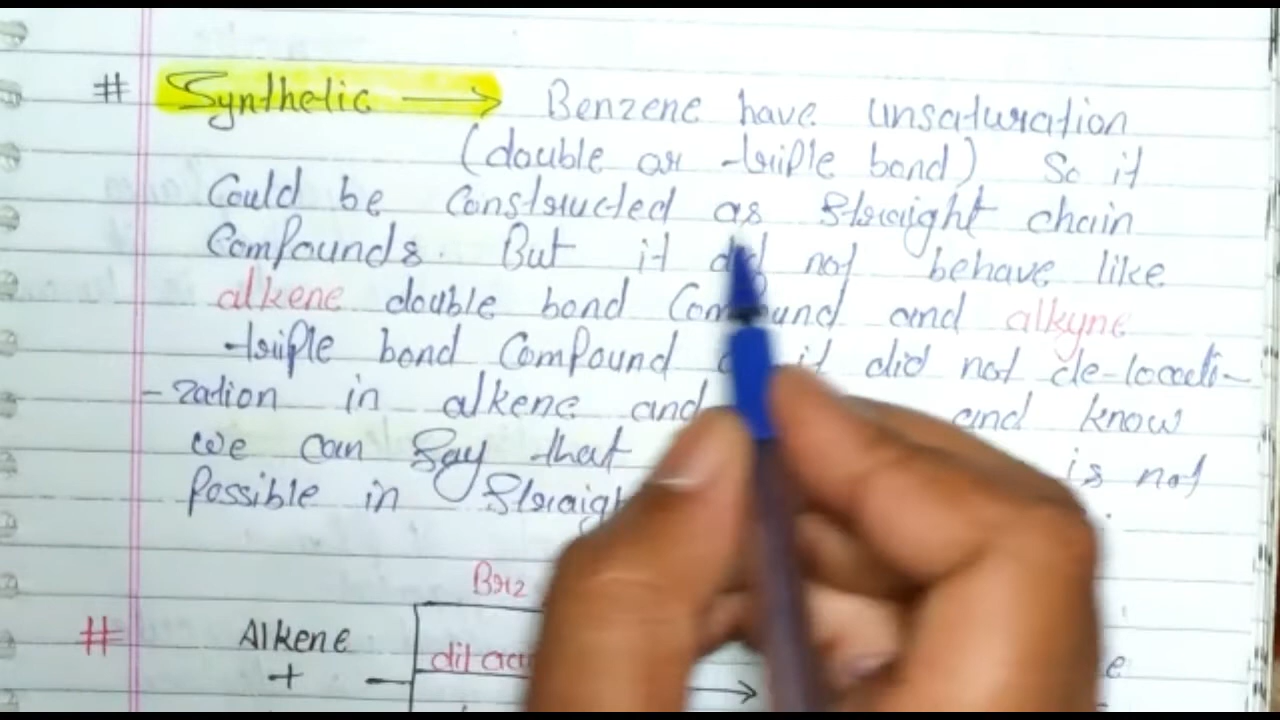 # Synthetic → Benzene have unsaturation
(double or triple bond) So it
Could be Constructed as Straight chain
Compounds. But it did not behave like
alkene double bond Compound and alkyne
triple bond Compound it did not de-locali-
-zation in alkene and and know
we can Say that is not
Possible in
Br2
# Alkene
dil
+ →